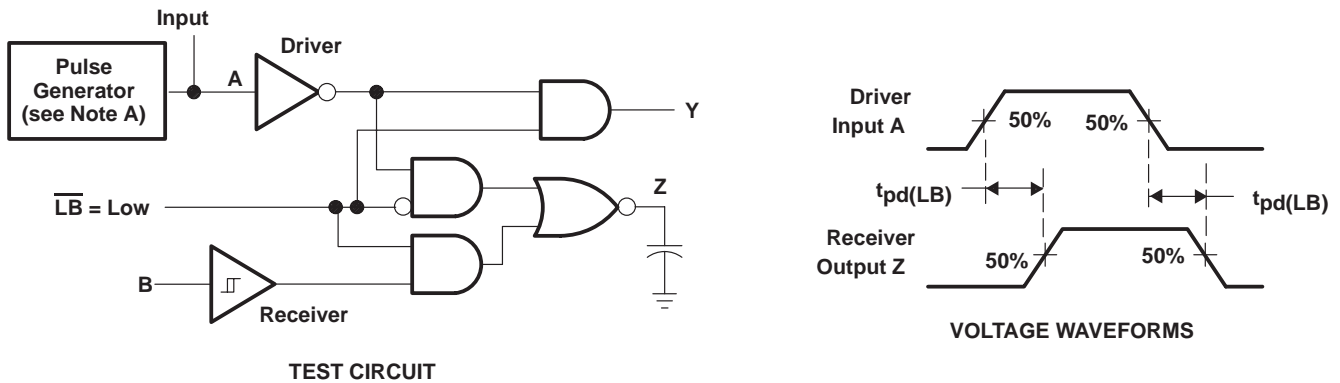 Input
Driver
Pulse
Generator
(see Note A)
A
Y
LB = Low
Z
B
Receiver
TEST CIRCUIT
Driver
Input A
50%
50%
tpd(LB)
tpd(LB)
Receiver
Output Z
50%
50%
VOLTAGE WAVEFORMS